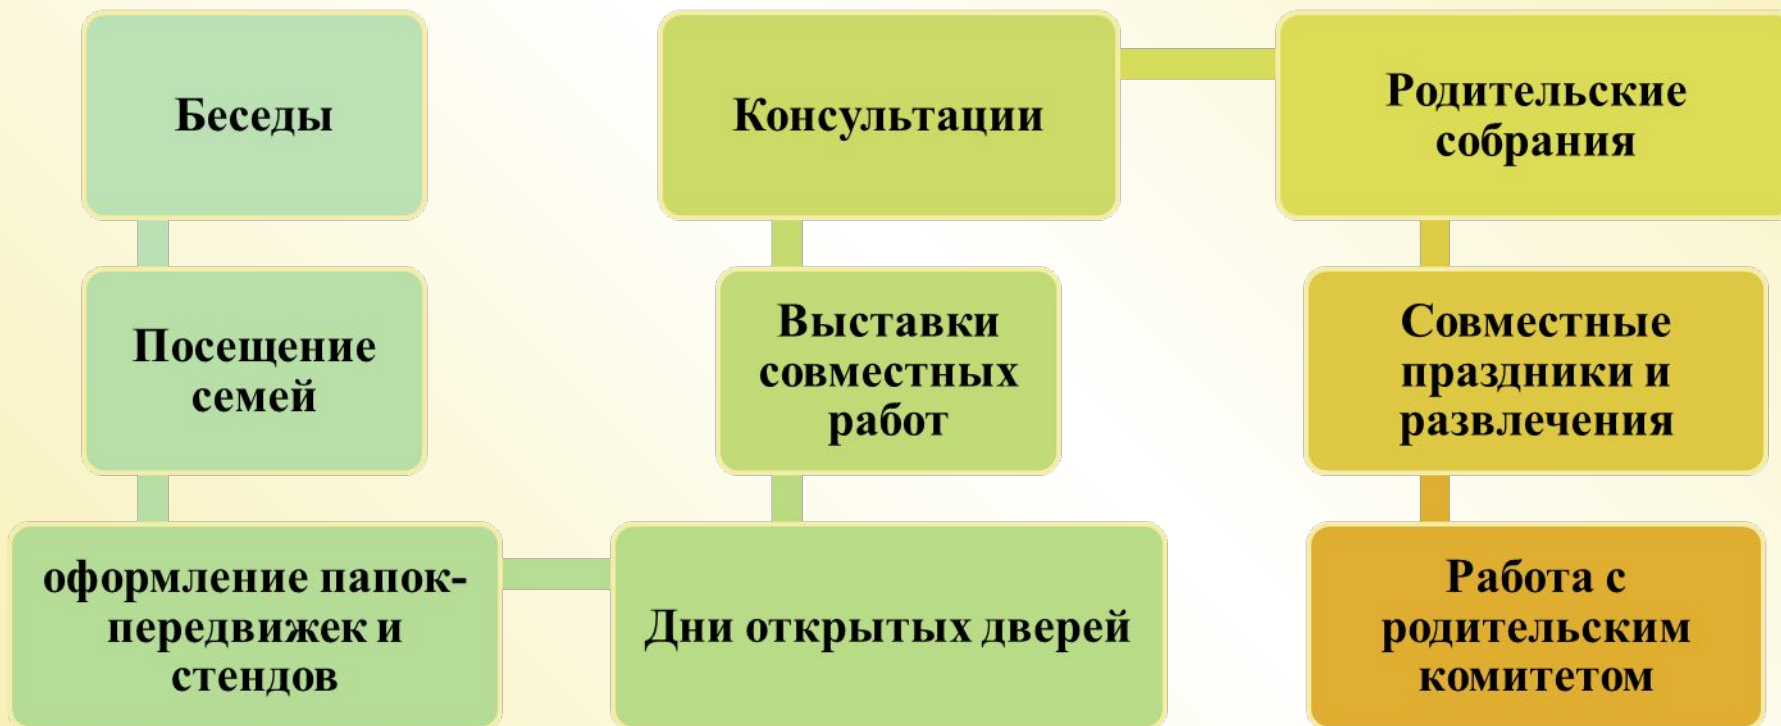 Беседы
Посещение
семей
оформление папок-
передвижек и
стендов
Дни открытых дверей
Выставки
совместных
работ
Консультации
Родительские
собрания
Совместные
праздники и
развлечения
Работа с
родительским
комитетом